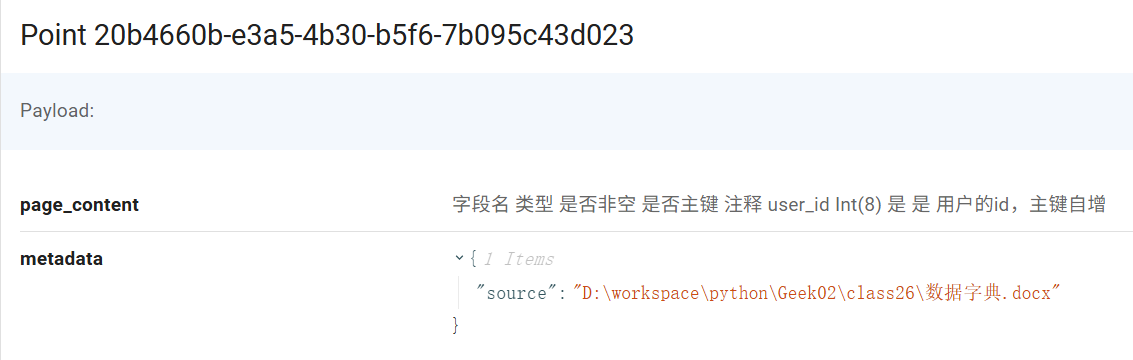 Point 20b4660b-e3a5-4b30-b5f6-7b095c43d023
Payload:
page_content 字段名 类型 是否非空 是否主键 注释 user_id Int(8) 是 是 用户的id，主键自增
metadata { 1 Items
"source": "D:\workspace\python\Geek02\class26\数据字典.docx"
}